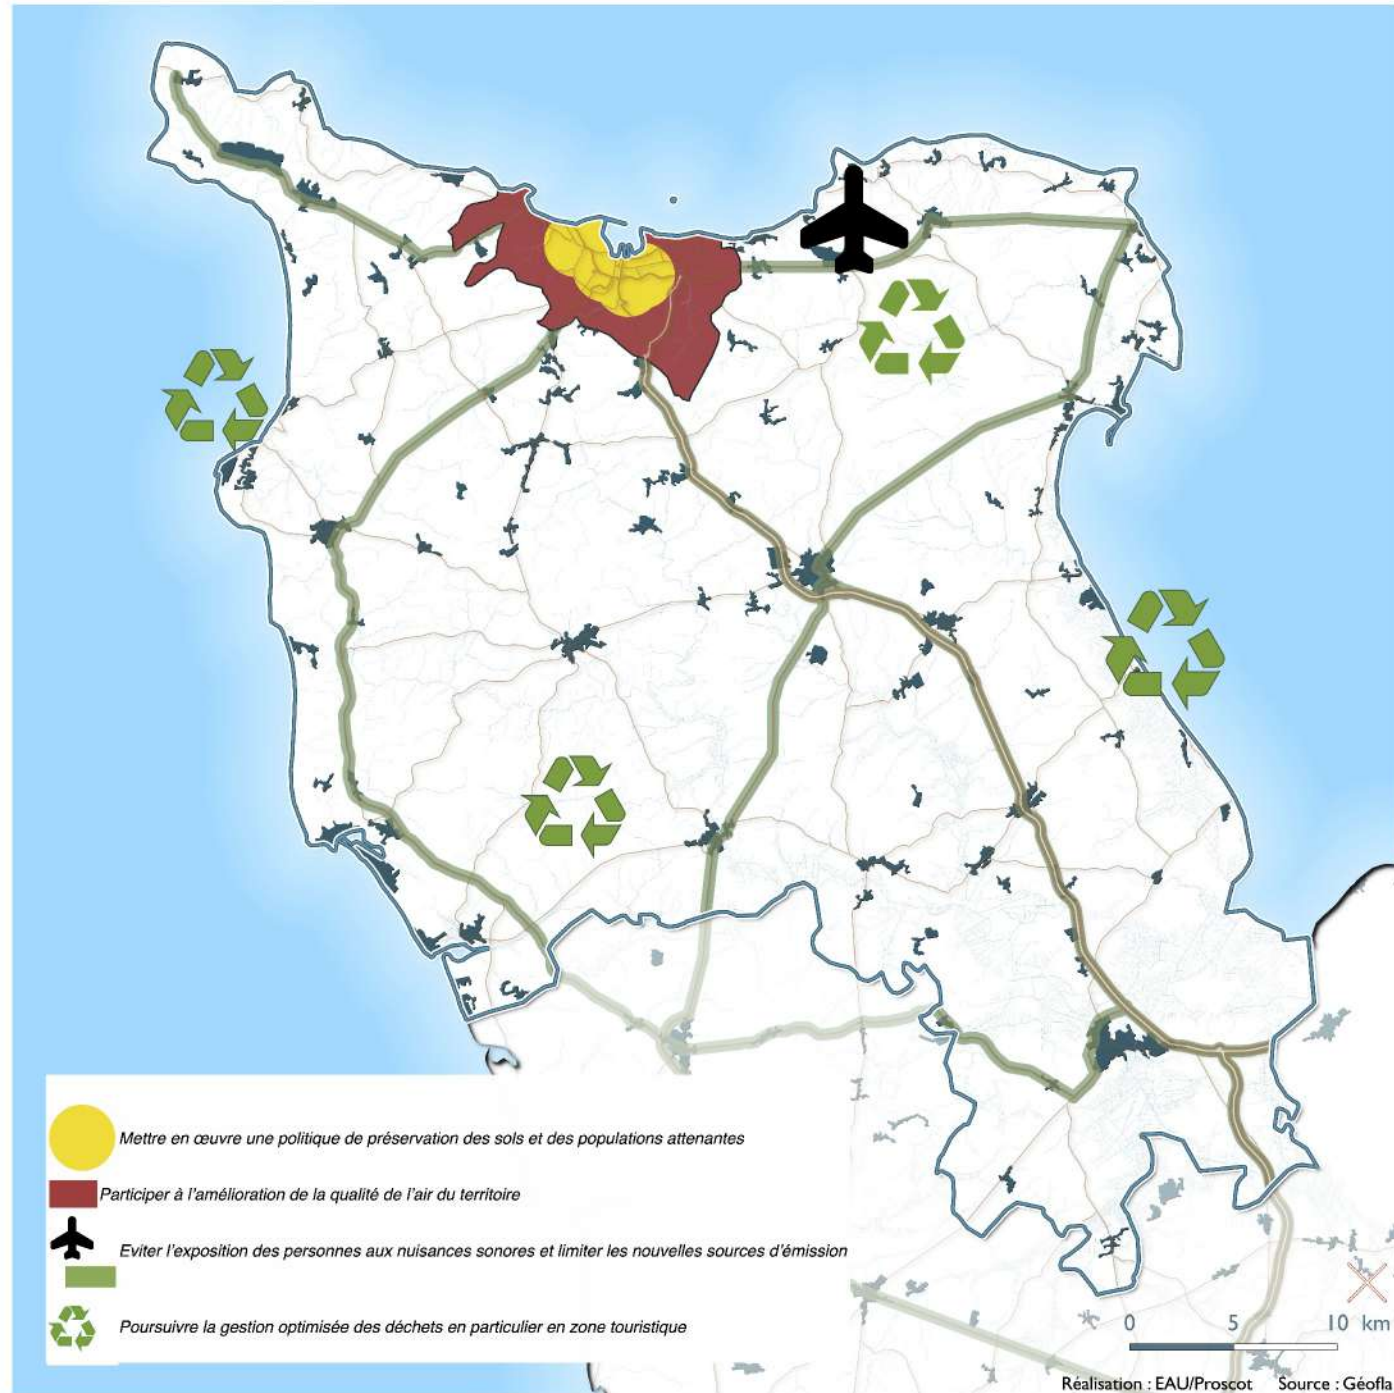 Mettre en œuvre une politique de préservation des sols et des populations attenantes
Participer à l'amélioration de la qualité de l'air du territoire
Eviter l'exposition des personnes aux nuisances sonores et limiter les nouvelles sources d'émission
Poursuivre la gestion optimisée des déchets en particulier en zone touristique
0 5 10 km
Réalisation : EAU/Proscot Source : Géofla